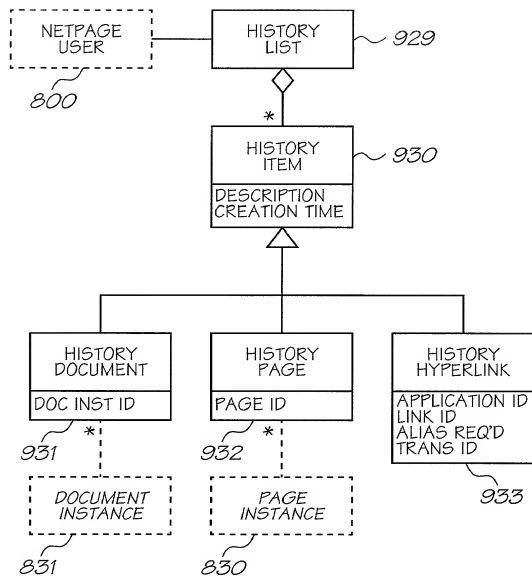 NETPAGE
USER
800
HISTORY
LIST
929
*
HISTORY
ITEM
930
DESCRIPTION
CREATION TIME
HISTORY
DOCUMENT
DOC INST ID
931
*
HISTORY
PAGE
PAGE ID
932
*
HISTORY
HYPERLINK
APPLICATION ID
LINK ID
ALIAS REQ'D
TRANS ID
933
DOCUMENT
INSTANCE
831
PAGE
INSTANCE
830